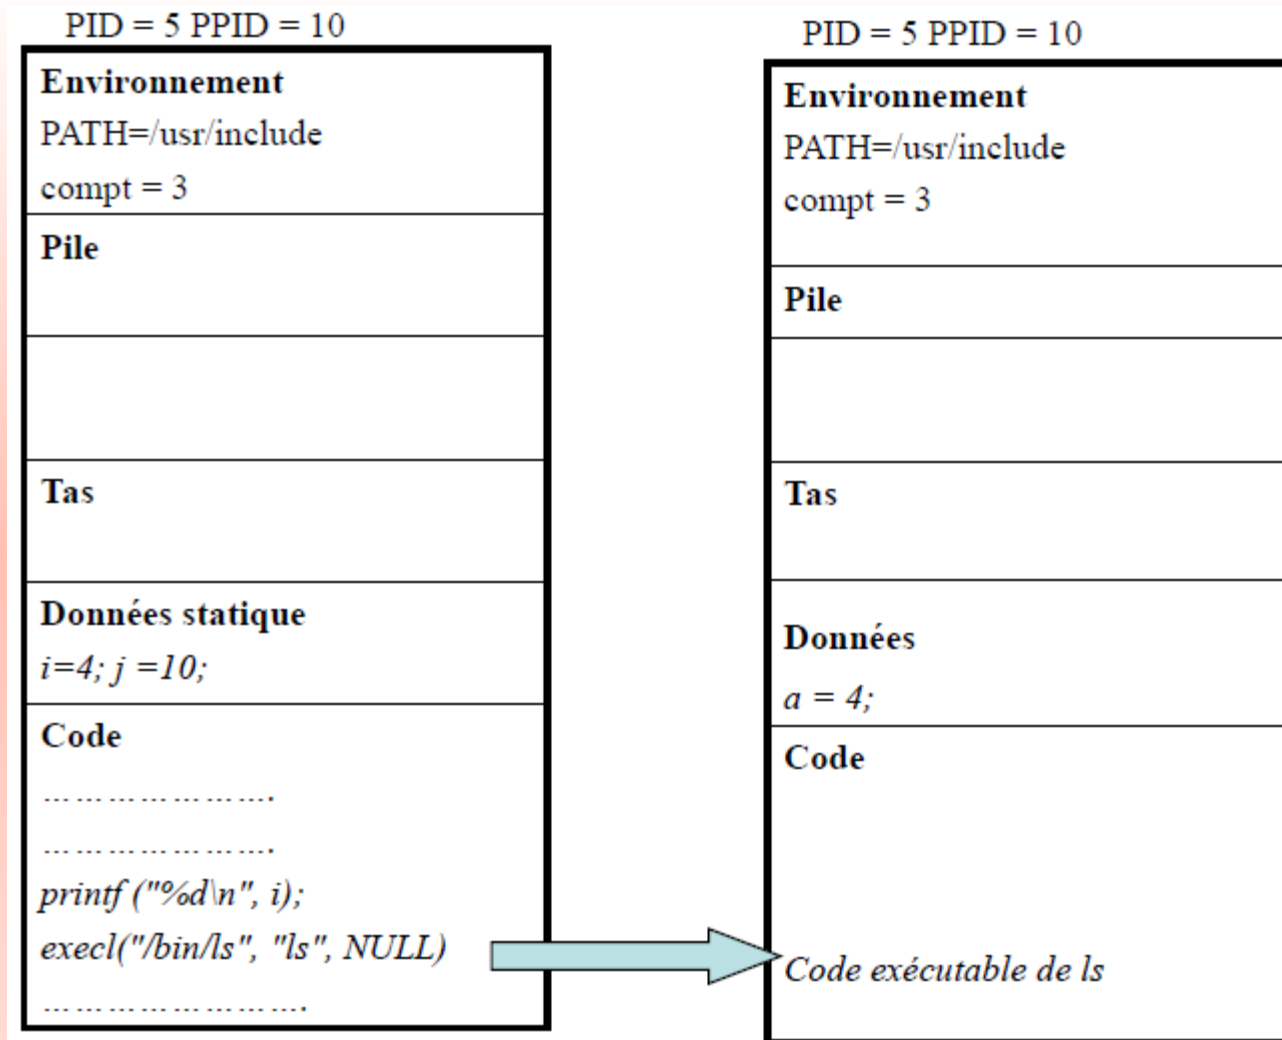 PID = 5 PPID = 10
Environnement
PATH=/usr/include
compt = 3
Pile
Tas
Données statique
i=4; j =10;
Code
………………….
………………….
printf ("%d\n", i);
execl("/bin/ls", "ls", NULL)
…………………….
PID = 5 PPID = 10
Environnement
PATH=/usr/include
compt = 3
Pile
Tas
Données
a = 4;
Code
Code exécutable de ls